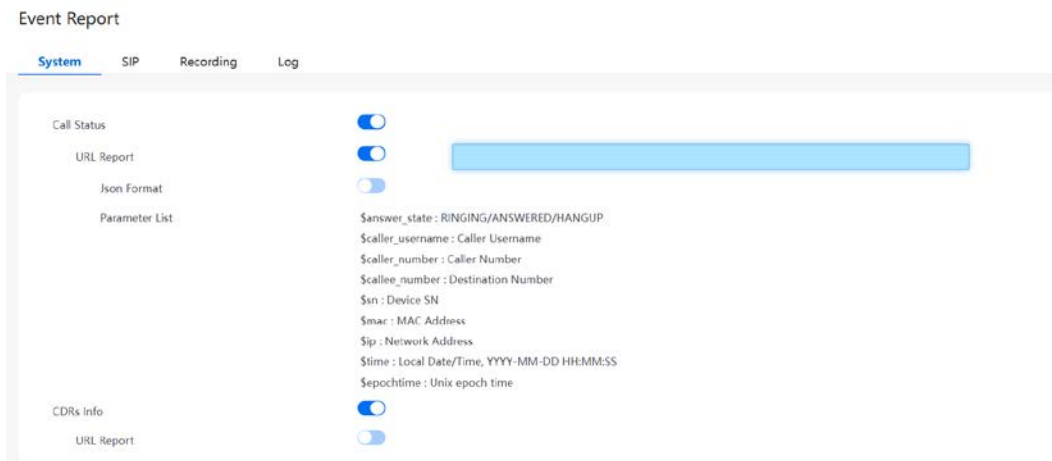 Event Report
System SIP Recording Log
Call Status
URL Report
Json Format
Parameter List $answer_state : RINGING/ANSWERED/HANGUP
$caller_username : Caller Username
$caller_number : Caller Number
$callee_number : Destination Number
$sn : Device SN
$mac : MAC Address
$ip : Network Address
$time : Local Date/Time, YYYY-MM-DD HH:MM:SS
$epochtime : Unix epoch time
CDRs Info
URL Report